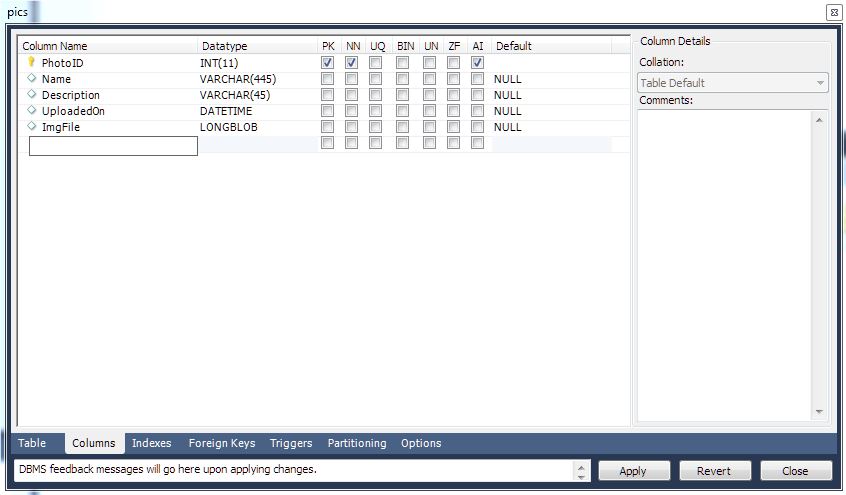 pics
Column Name Datatype PK NN UQ BIN UN ZF AI Default
PhotoID INT(11)
Name VARCHAR(445) NULL
Description VARCHAR(45) NULL
UploadedOn DATETIME NULL
ImgFile LONGBLOB NULL
Column Details
Collation:
Table Default
Comments:
Table Columns Indexes Foreign Keys Triggers Partitioning Options
DBMS feedback messages will go here upon applying changes.
Apply Revert Close